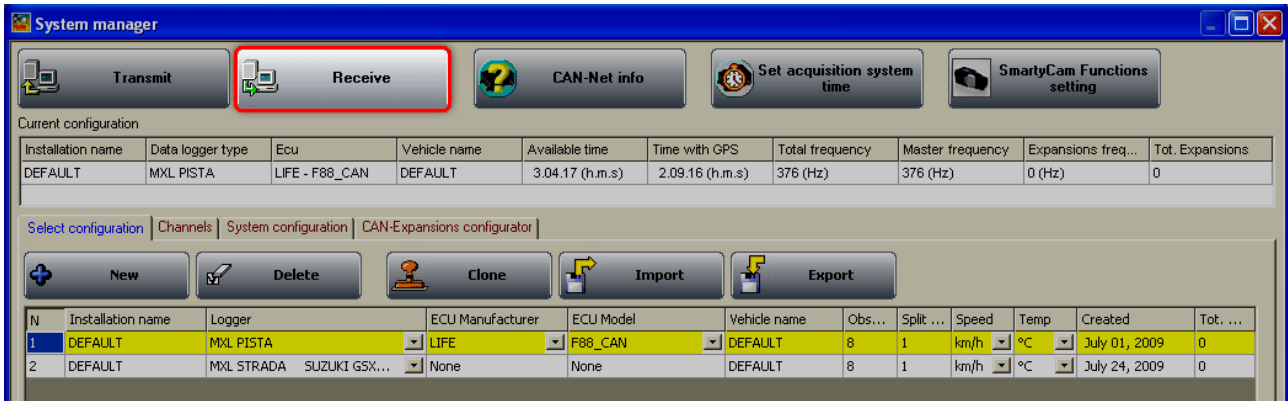 System manager
Transmit Receive CAN-Net info Set acquisition system time SmartyCam Functions setting
Current configuration
Installation name Data logger type Ecu Vehicle name Available time Time with GPS Total frequency Master frequency Expansions freq... Tot. Expansions
DEFAULT MXL PISTA LIFE - F88_CAN DEFAULT 3.04.17 (h.m.s) 2.09.16 (h.m.s) 376 (Hz) 376 (Hz) 0 (Hz) 0
Select configuration Channels System configuration CAN-Expansions configurator
New Delete Clone Import Export
N Installation name Logger ECU Manufacturer ECU Model Vehicle name Obs... Split ... Speed Temp Created Tot. ...
1 DEFAULT MXL PISTA LIFE F88_CAN DEFAULT 8 1 km/h °C July 01, 2009 0
2 DEFAULT MXL STRADA SUZUKI GSX... None None DEFAULT 8 1 km/h °C July 24, 2009 0